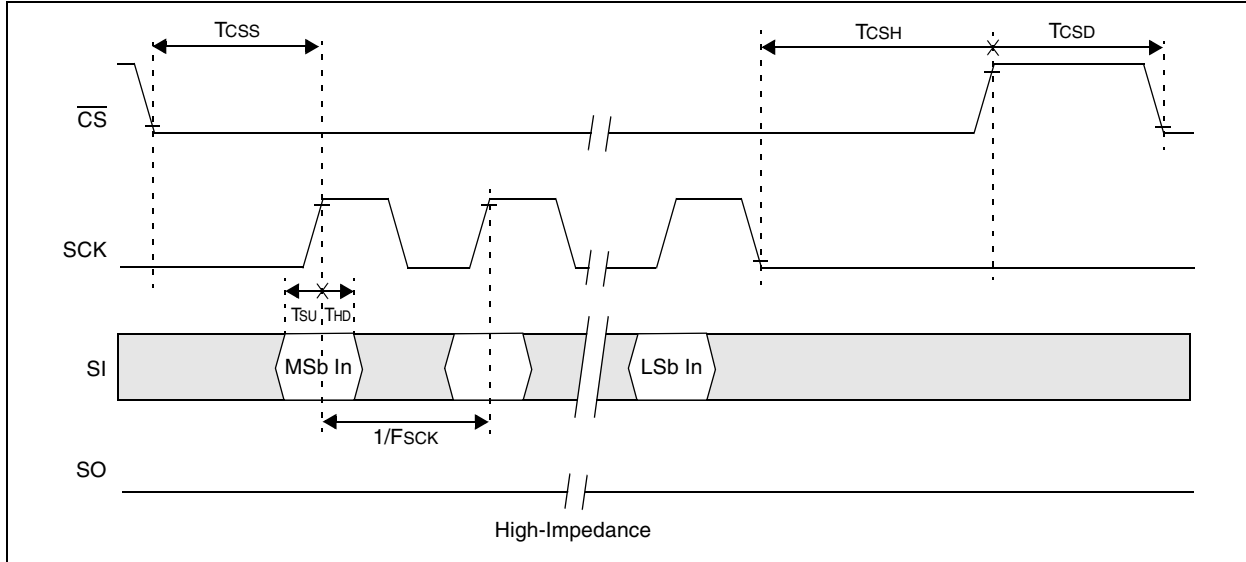 TCSS
TCSH
TCSD
CS
SCK
TSU THD
SI
MSb In
LSb In
1/FSCK
SO
High-Impedance